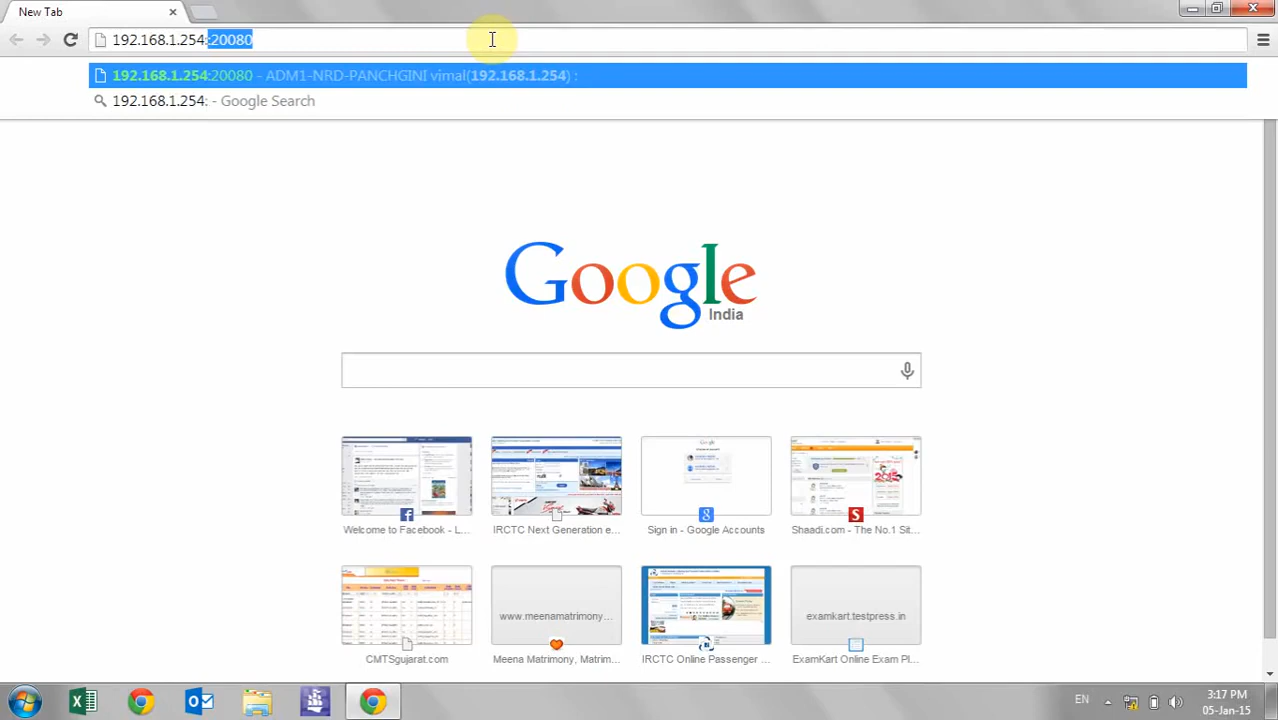 New Tab
192.168.1.254:20080
192.168.1.254:20080 - ADM1-NRD-PANCHGINI vimal(192.168.1.254) :
192.168.1.254: - Google Search
Google
India
Welcome to Facebook - L...
IRCTC Next Generation e...
Sign in - Google Accounts
Shaadi.com - The No.1 Sit...
www.meenamatrimony...
examkart.testpress.in
CMTSgujarat.com
Meena Matrimony, Matrim...
IRCTC Online Passenger ...
ExamKart Online Exam Pl...
EN
3:17 PM
05-Jan-15